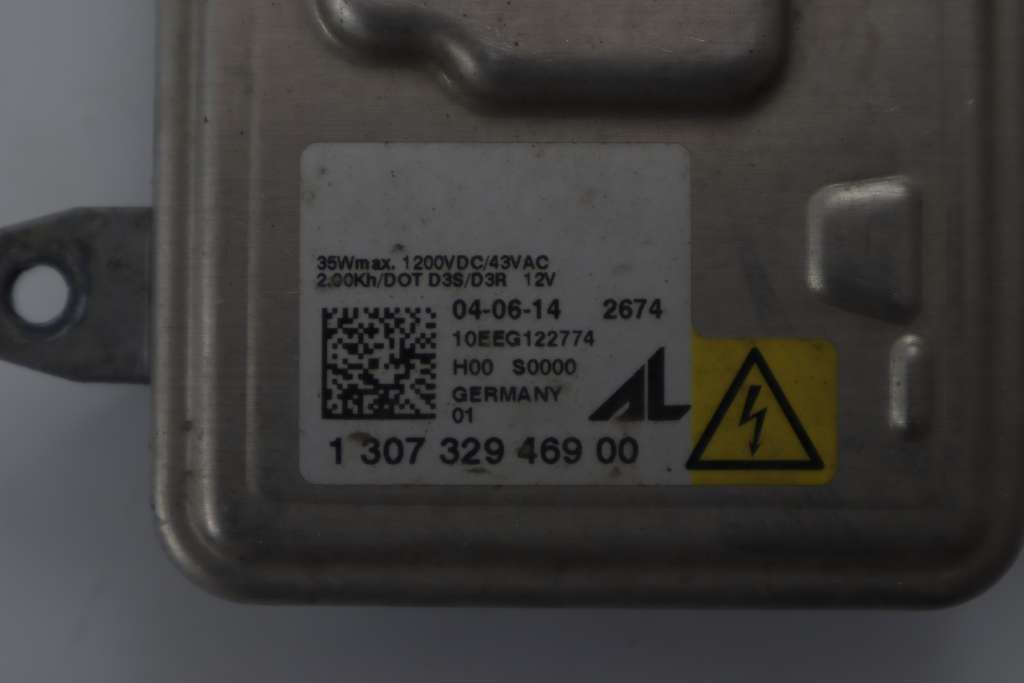 35Wmax. 1200VDC/43VAC
2.00Kh/DOT D3S/D3R 12V
04-06-14 2674
10EEG122774
H00 S0000
GERMANY
01
AL
1 307 329 469 00